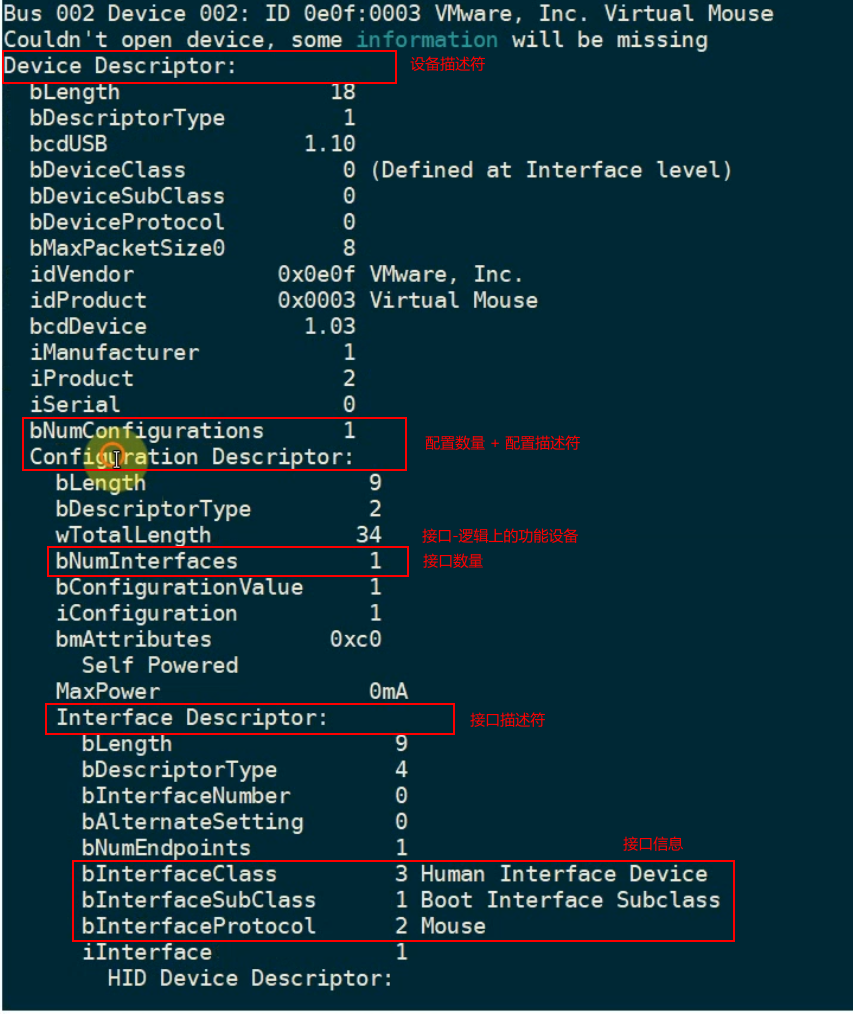 Bus 002 Device 002: ID 0e0f:0003 VMware, Inc. Virtual Mouse
Couldn't open device, some information will be missing
Device Descriptor: 设备描述符
bLength 18
bDescriptorType 1
bcdUSB 1.10
bDeviceClass 0 (Defined at Interface level)
bDeviceSubClass 0
bDeviceProtocol 0
bMaxPacketSize0 8
idVendor 0x0e0f VMware, Inc.
idProduct 0x0003 Virtual Mouse
bcdDevice 1.03
iManufacturer 1
iProduct 2
iSerial 0
bNumConfigurations 1
配置数量 + 配置描述符
Configuration Descriptor:
bLength 9
bDescriptorType 2
wTotalLength 34 接口-逻辑上的功能设备
bNumInterfaces 1 接口数量
bConfigurationValue 1
iConfiguration 1
bmAttributes 0xc0
Self Powered
MaxPower 0mA
Interface Descriptor: 接口描述符
bLength 9
bDescriptorType 4
bInterfaceNumber 0
bAlternateSetting 0
bNumEndpoints 1 接口信息
bInterfaceClass 3 Human Interface Device
bInterfaceSubClass 1 Boot Interface Subclass
bInterfaceProtocol 2 Mouse
iInterface 1
HID Device Descriptor: